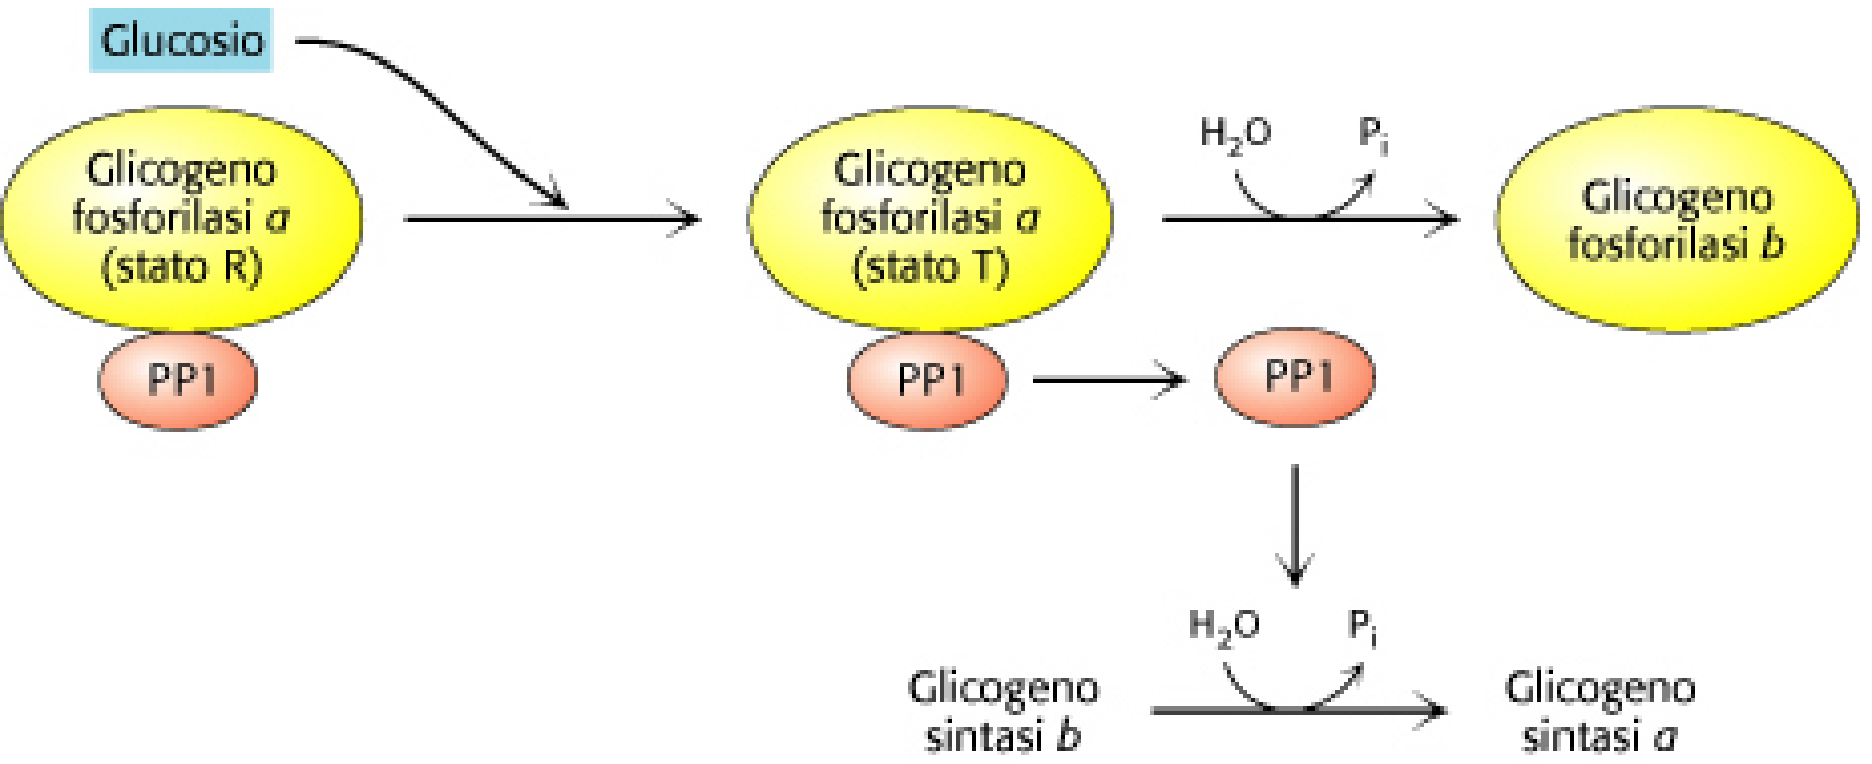 Glucosio
Glicogeno
fosforilasi a
(stato R)
PP1
Glicogeno
fosforilasi a
(stato T)
PP1
H₂O
Pᵢ
Glicogeno
fosforilasi b
PP1
H₂O
Pᵢ
Glicogeno
sintasi b
Glicogeno
sintasi a